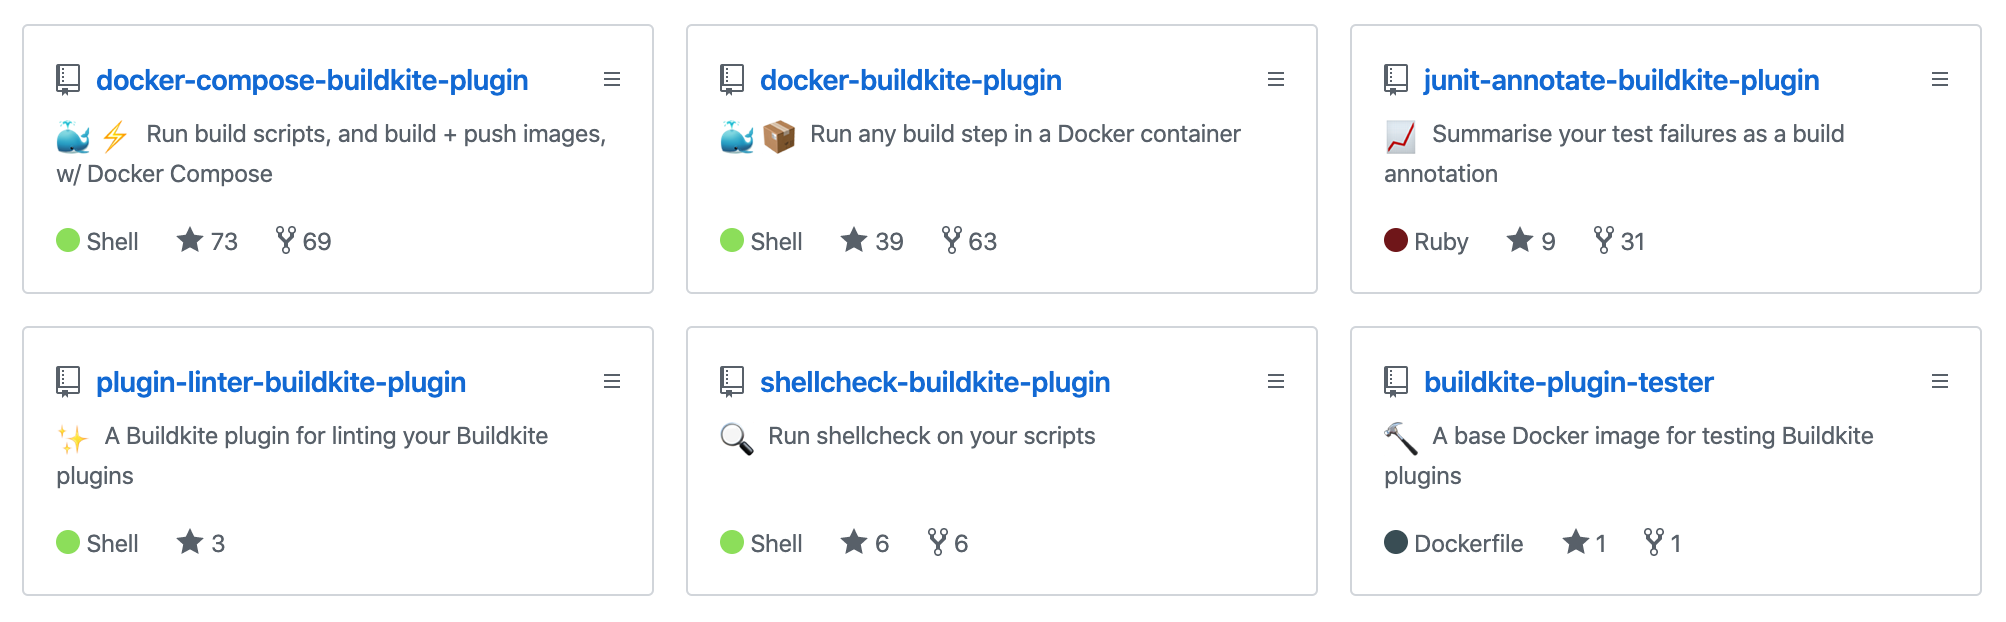 docker-compose-buildkite-plugin
Run build scripts, and build + push images,
w/ Docker Compose
Shell 73 69
docker-buildkite-plugin
Run any build step in a Docker container
Shell 39 63
junit-annotate-buildkite-plugin
Summarise your test failures as a build
annotation
Ruby 9 31
plugin-linter-buildkite-plugin
A Buildkite plugin for linting your Buildkite
plugins
Shell 3
shellcheck-buildkite-plugin
Run shellcheck on your scripts
Shell 6 6
buildkite-plugin-tester
A base Docker image for testing Buildkite
plugins
Dockerfile 1 1